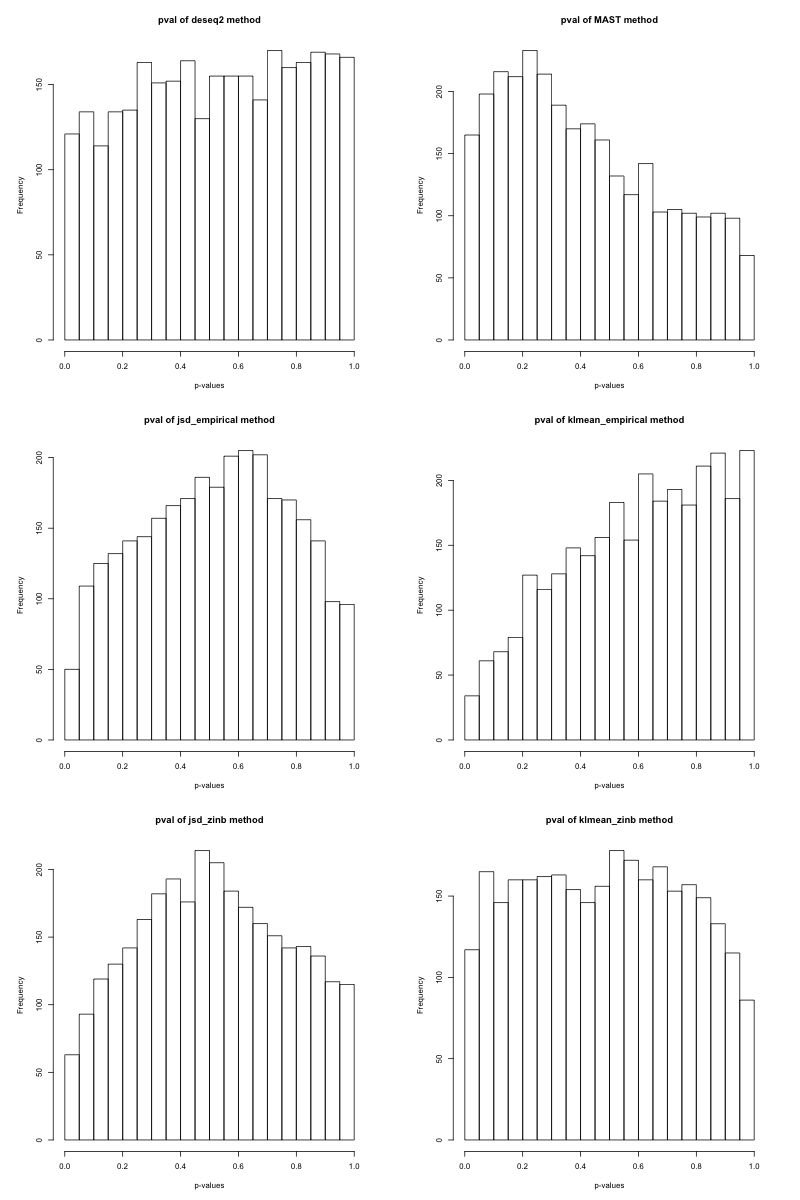 pval of deseq2 method
Frequency
0 50 100 150
0.0 0.2 0.4 0.6 0.8 1.0
p-values
pval of MAST method
Frequency
0 50 100 150 200
0.0 0.2 0.4 0.6 0.8 1.0
p-values
pval of jsd_empirical method
Frequency
0 50 100 150 200
0.0 0.2 0.4 0.6 0.8 1.0
p-values
pval of klmean_empirical method
Frequency
0 50 100 150 200
0.0 0.2 0.4 0.6 0.8 1.0
p-values
pval of jsd_zinb method
Frequency
0 50 100 150 200
0.0 0.2 0.4 0.6 0.8 1.0
p-values
pval of klmean_zinb method
Frequency
0 50 100 150
0.0 0.2 0.4 0.6 0.8 1.0
p-values